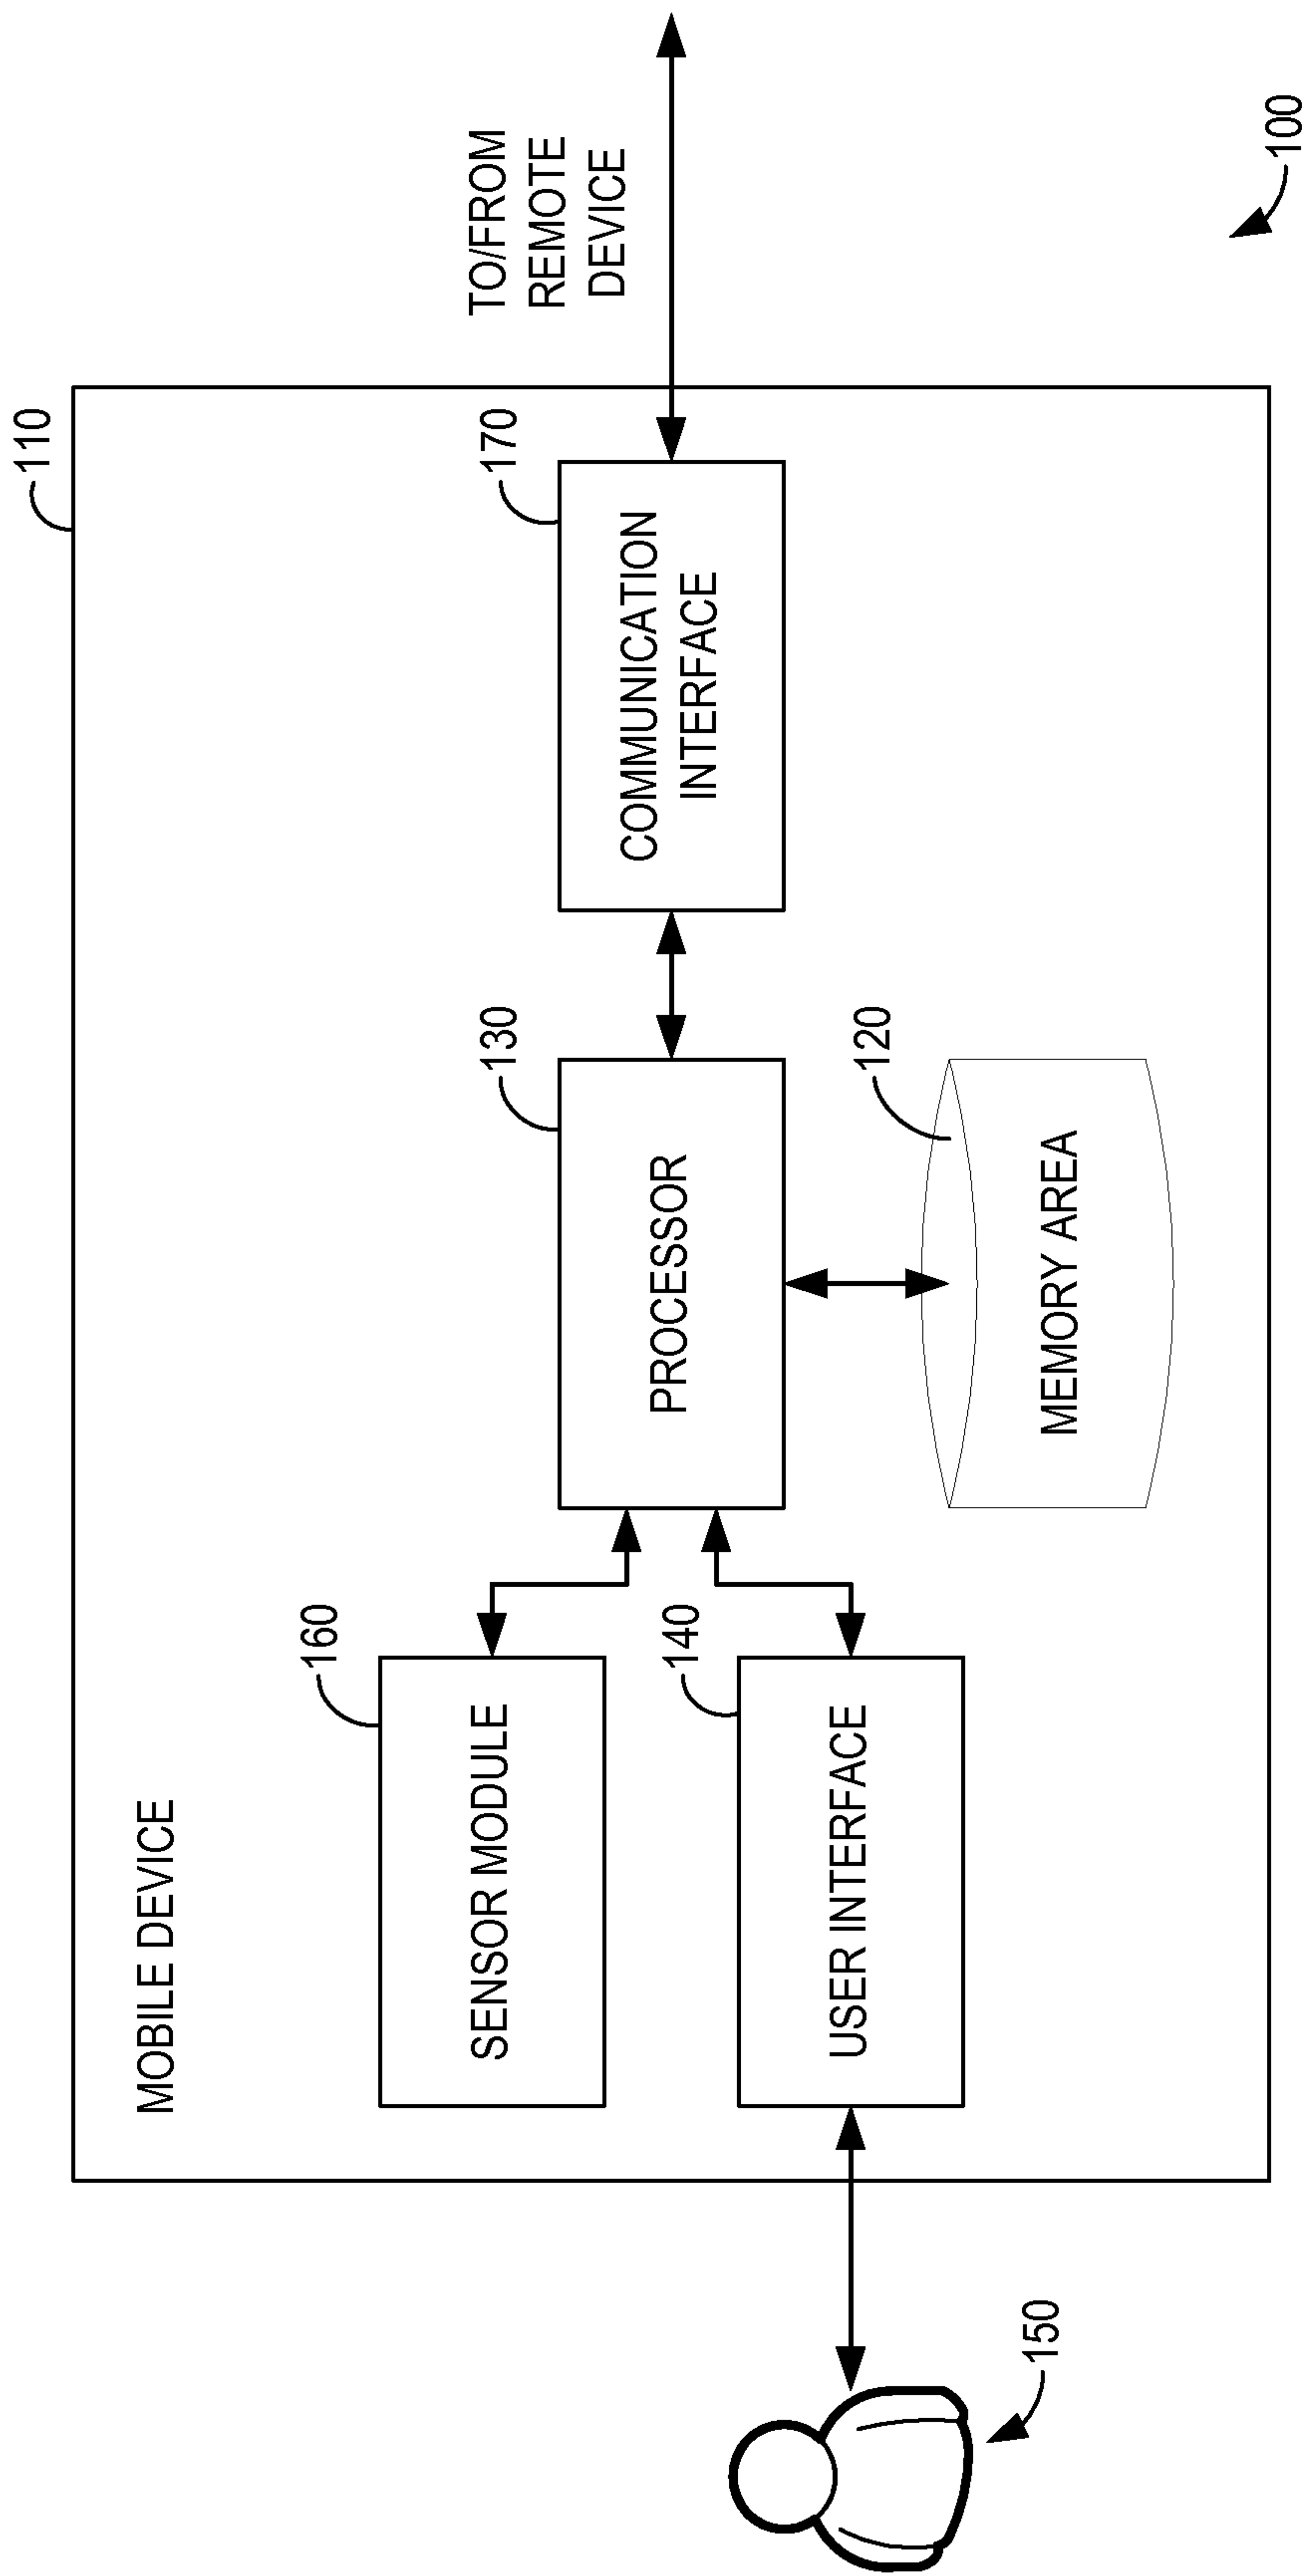 110
MOBILE DEVICE
160
SENSOR MODULE
130
PROCESSOR
170
COMMUNICATION
INTERFACE
TO/FROM
REMOTE
DEVICE
140
USER INTERFACE
120
MEMORY AREA
150
100